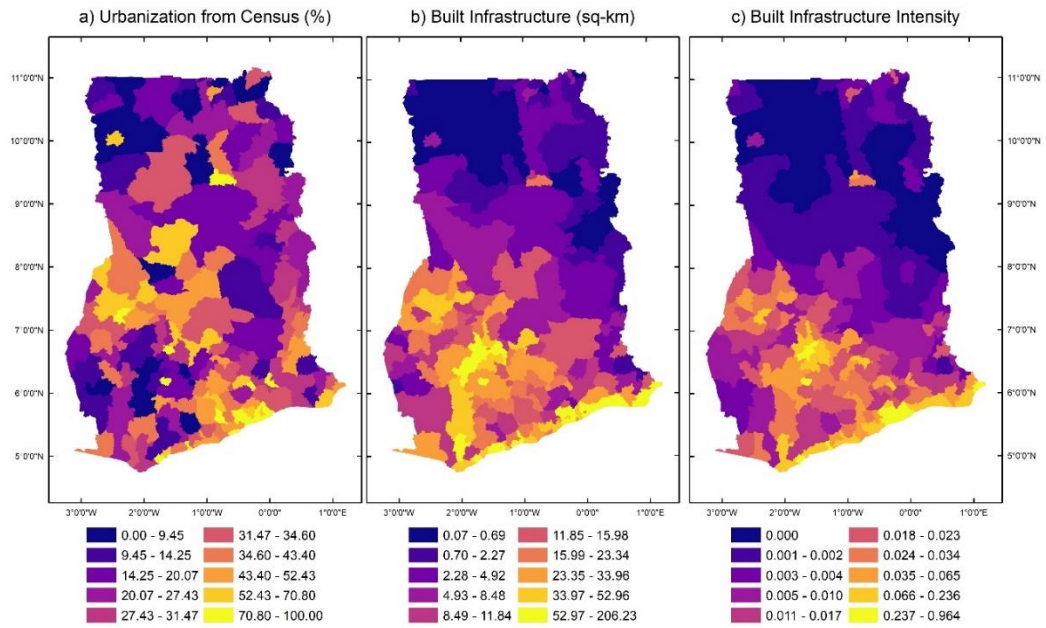 a) Urbanization from Census (%)
b) Built Infrastructure (sq-km)
c) Built Infrastructure Intensity
11°0'0"N
10°0'0"N
9°0'0"N
8°0'0"N
7°0'0"N
6°0'0"N
5°0'0"N
11°0'0"N
10°0'0"N
9°0'0"N
8°0'0"N
7°0'0"N
6°0'0"N
5°0'0"N
3°0'0"W 2°0'0"W 1°0'0"W 0°0'0" 1°0'0"E
3°0'0"W 2°0'0"W 1°0'0"W 0°0'0" 1°0'0"E
3°0'0"W 2°0'0"W 1°0'0"W 0°0'0" 1°0'0"E
0.00 - 9.45
9.45 - 14.25
14.25 - 20.07
20.07 - 27.43
27.43 - 31.47
31.47 - 34.60
34.60 - 43.40
43.40 - 52.43
52.43 - 70.80
70.80 - 100.00
0.07 - 0.69
0.70 - 2.27
2.28 - 4.92
4.93 - 8.48
8.49 - 11.84
11.85 - 15.98
15.99 - 23.34
23.35 - 33.96
33.97 - 52.96
52.97 - 206.23
0.000
0.001 - 0.002
0.003 - 0.004
0.005 - 0.010
0.011 - 0.017
0.018 - 0.023
0.024 - 0.034
0.035 - 0.065
0.066 - 0.236
0.237 - 0.964